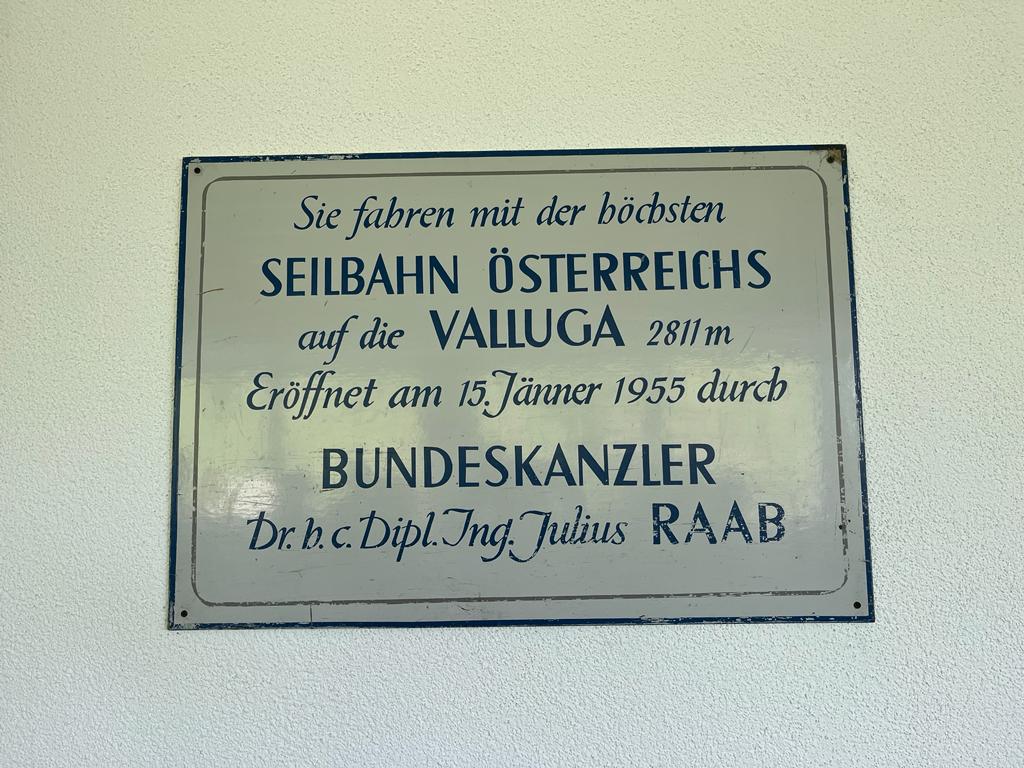 Sie fahren mit der höchsten
SEILBAHN ÖSTERREICHS
auf die VALLUGA 2811 m
Eröffnet am 15. Jänner 1955 durch
BUNDESKANZLER
Dr. h. c. Dipl. Ing. Julius RAAB